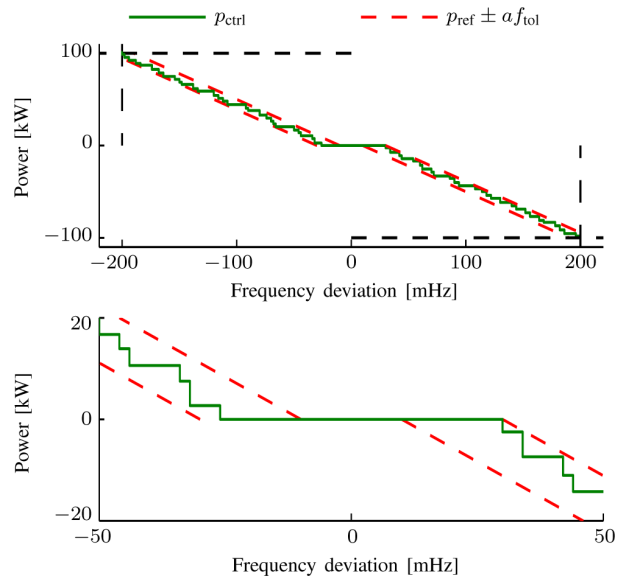 p_ctrl    p_ref ± af_tol
100
0
−100
Power [kW]
−200 −100 0 100 200
Frequency deviation [mHz]
20
0
−20
Power [kW]
−50 0 50
Frequency deviation [mHz]